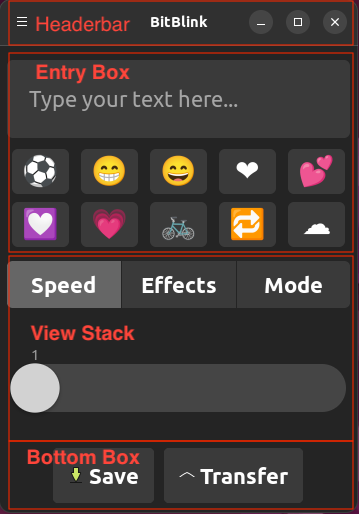 Headerbar BitBlink
Entry Box
Type your text here...
Speed Effects Mode
View Stack
1
Bottom Box
Save Transfer